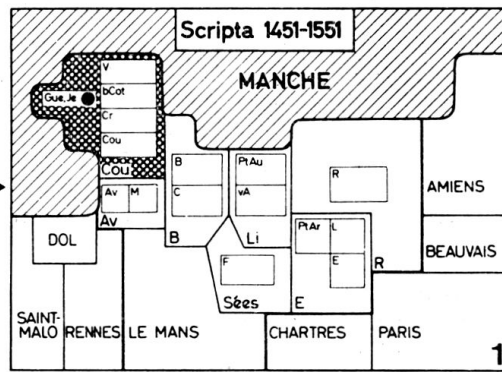 Scripta 1451-1551
MANCHE
V
bCot
Gue,Je
Cr
Cou
Cou
Av M
Av
B
C
B
PtAu
vA
Li
R
AMIENS
DOL
PtAr L
E
R
BEAUVAIS
F
Sées
E
SAINT-
MALO
RENNES
LE MANS
CHARTRES
PARIS
1